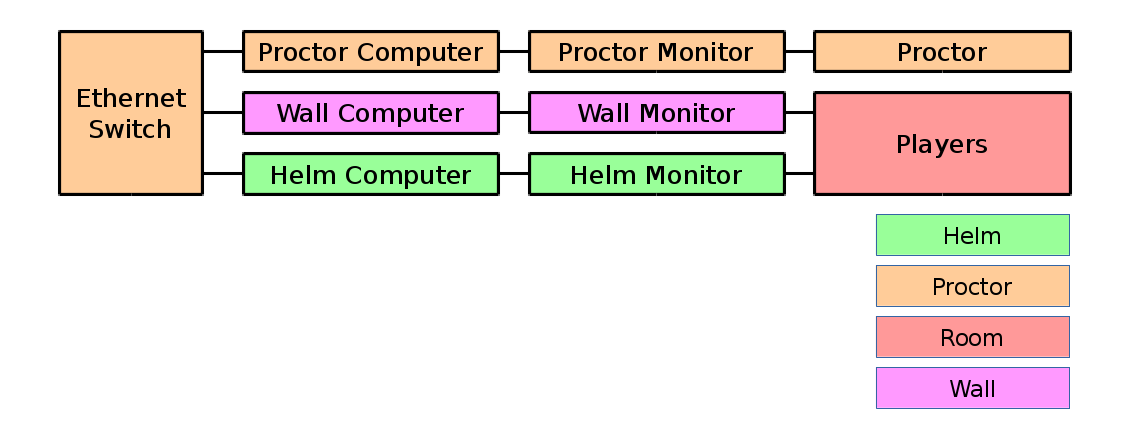 Ethernet
Switch
Proctor Computer
Proctor Monitor
Proctor
Wall Computer
Wall Monitor
Players
Helm Computer
Helm Monitor
Helm
Proctor
Room
Wall